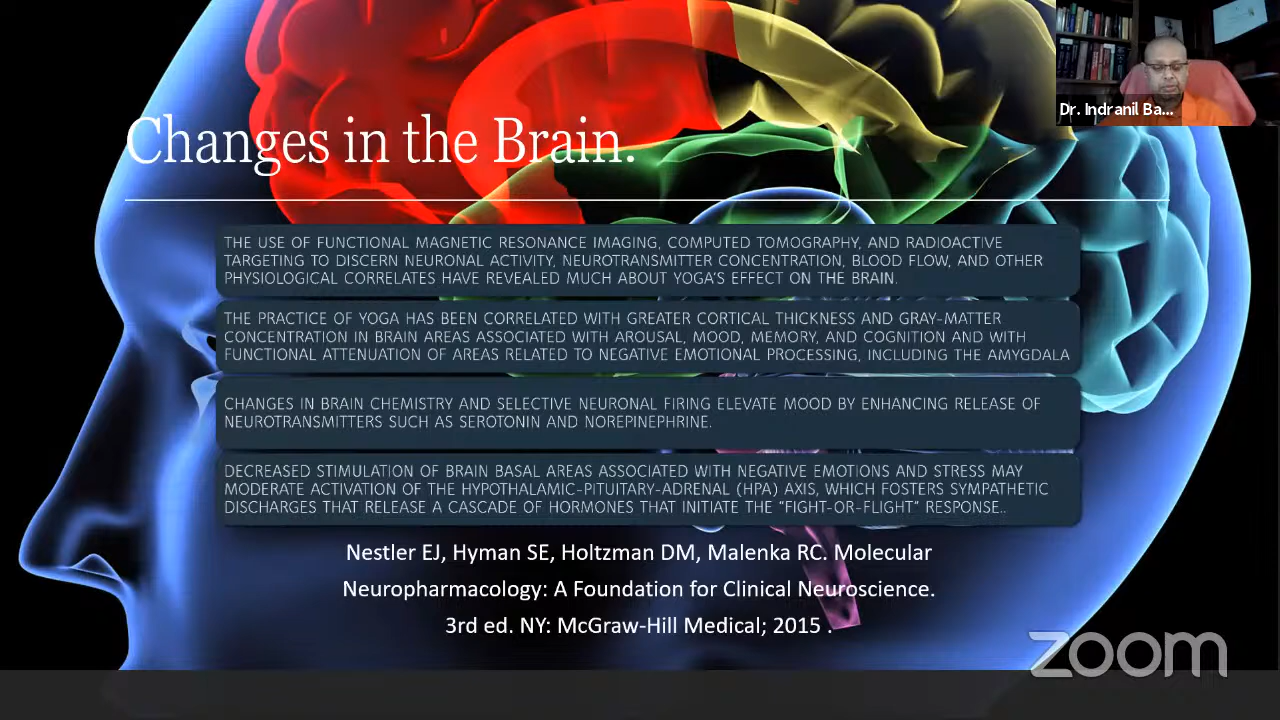 Dr. Indranil Ba...
Changes in the Brain.
THE USE OF FUNCTIONAL MAGNETIC RESONANCE IMAGING, COMPUTED TOMOGRAPHY, AND RADIOACTIVE
TARGETING TO DISCERN NEURONAL ACTIVITY, NEUROTRANSMITTER CONCENTRATION, BLOOD FLOW, AND OTHER
PHYSIOLOGICAL CORRELATES HAVE REVEALED MUCH ABOUT YOGA'S EFFECT ON THE BRAIN.
THE PRACTICE OF YOGA HAS BEEN CORRELATED WITH GREATER CORTICAL THICKNESS AND GRAY-MATTER
CONCENTRATION IN BRAIN AREAS ASSOCIATED WITH AROUSAL, MOOD, MEMORY, AND COGNITION AND WITH
FUNCTIONAL ATTENUATION OF AREAS RELATED TO NEGATIVE EMOTIONAL PROCESSING, INCLUDING THE AMYGDALA
CHANGES IN BRAIN CHEMISTRY AND SELECTIVE NEURONAL FIRING ELEVATE MOOD BY ENHANCING RELEASE OF
NEUROTRANSMITTERS SUCH AS SEROTONIN AND NOREPINEPHRINE.
DECREASED STIMULATION OF BRAIN BASAL AREAS ASSOCIATED WITH NEGATIVE EMOTIONS AND STRESS MAY
MODERATE ACTIVATION OF THE HYPOTHALAMIC-PITUITARY-ADRENAL (HPA) AXIS, WHICH FOSTERS SYMPATHETIC
DISCHARGES THAT RELEASE A CASCADE OF HORMONES THAT INITIATE THE "FIGHT-OR-FLIGHT" RESPONSE..
Nestler EJ, Hyman SE, Holtzman DM, Malenka RC. Molecular
Neuropharmacology: A Foundation for Clinical Neuroscience.
3rd ed. NY: McGraw-Hill Medical; 2015 .
zoom